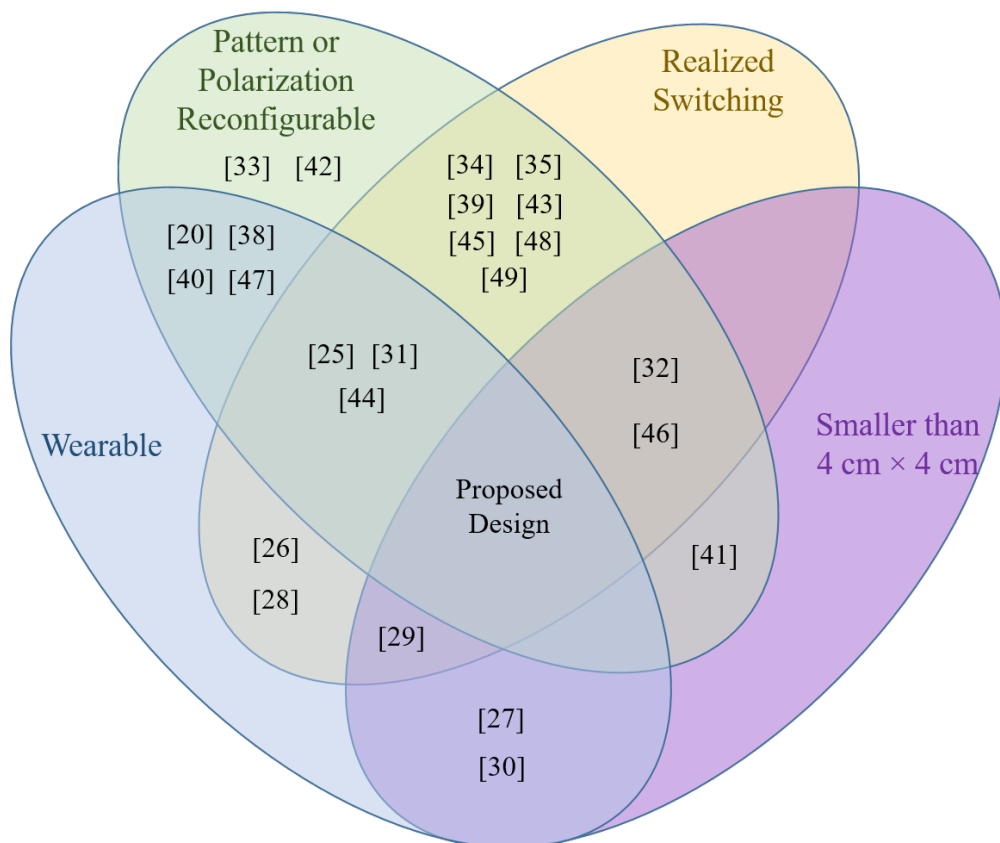 Pattern or
Polarization
Reconfigurable
Realized
Switching
[33] [42]
[34] [35]
[39] [43]
[45] [48]
[49]
[20] [38]
[40] [47]
[25] [31]
[44]
[32]
[46]
Wearable
Smaller than
4 cm × 4 cm
Proposed
Design
[26]
[28]
[41]
[29]
[27]
[30]